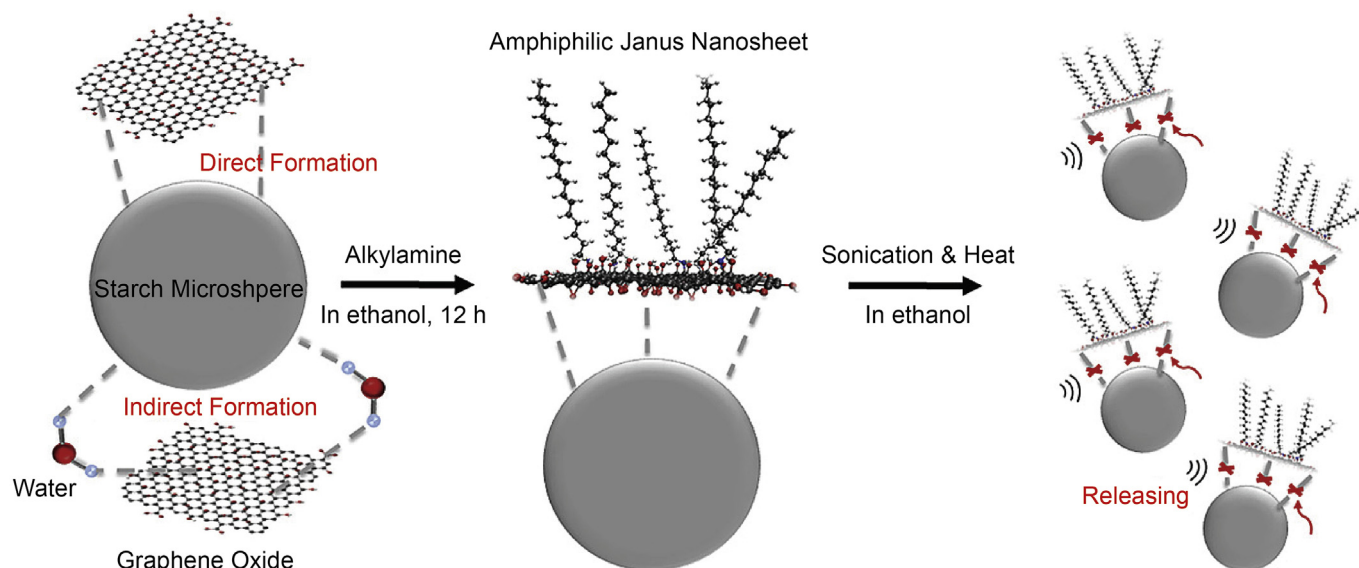 Direct Formation
Starch Microshpere
Indirect Formation
Water
Graphene Oxide
Alkylamine
In ethanol, 12 h
Amphiphilic Janus Nanosheet
Sonication & Heat
In ethanol
Releasing